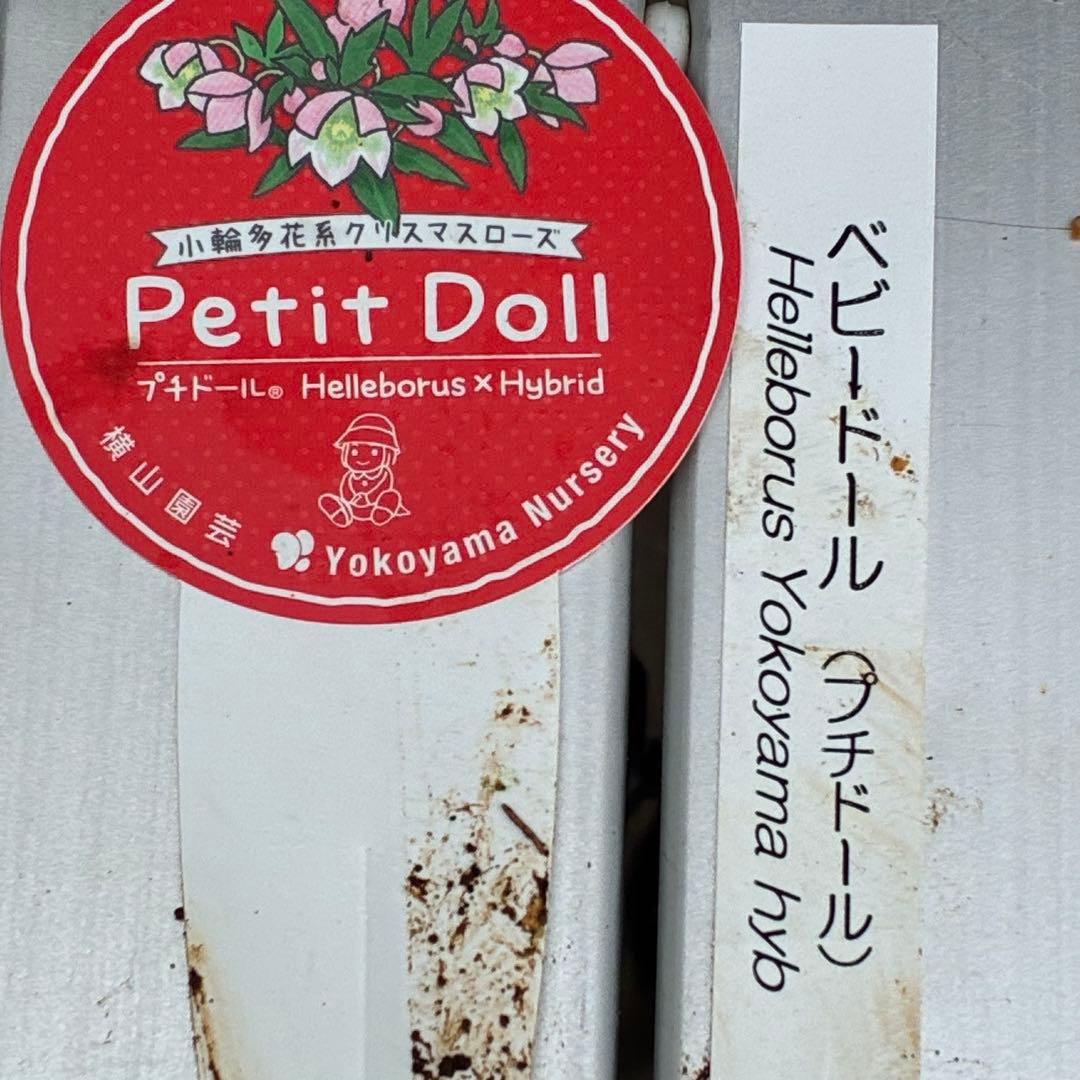 小輪多花系クリスマスローズ
Petit Doll
プチドール® Helleborus × Hybrid
横山園芸
Yokoyama Nursery
ベビードール (プチドール)
Helleborus Yokoyama hyb